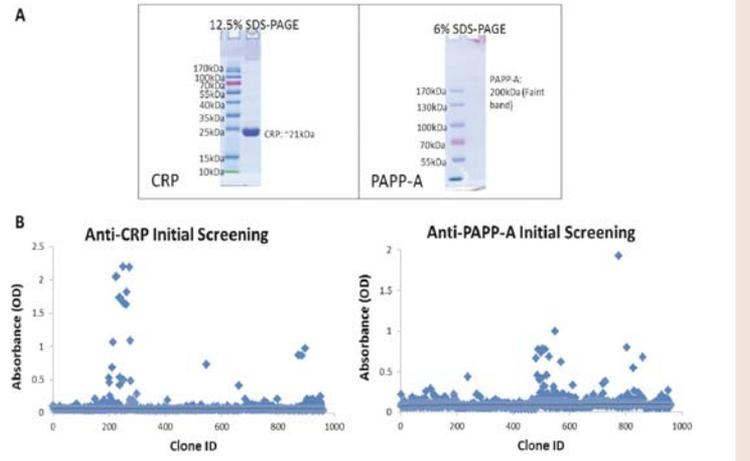 A
12.5% SDS-PAGE
170kDa
100kDa
70kDa
55kDa
40kDa
35kDa
25kDa
15kDa
10kDa
CRP: ~21kDa
CRP
6% SDS-PAGE
170kDa
130kDa
100kDa
70kDa
55kDa
PAPP-A:
200kDa (Faint
band)
PAPP-A
B
Anti-CRP Initial Screening
Absorbance (OD)
2.5
2
1.5
1
0.5
0
0 200 400 600 800 1000
Clone ID
Anti-PAPP-A Initial Screening
Absorbance (OD)
2
1.5
1
0.5
0
0 200 400 600 800 1000
Clone ID